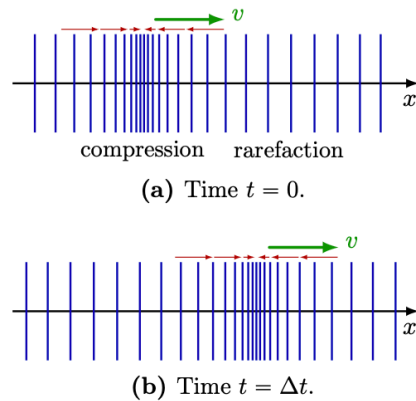 v
x
compression rarefaction
(a) Time t = 0.
v
x
(b) Time t = Δt.